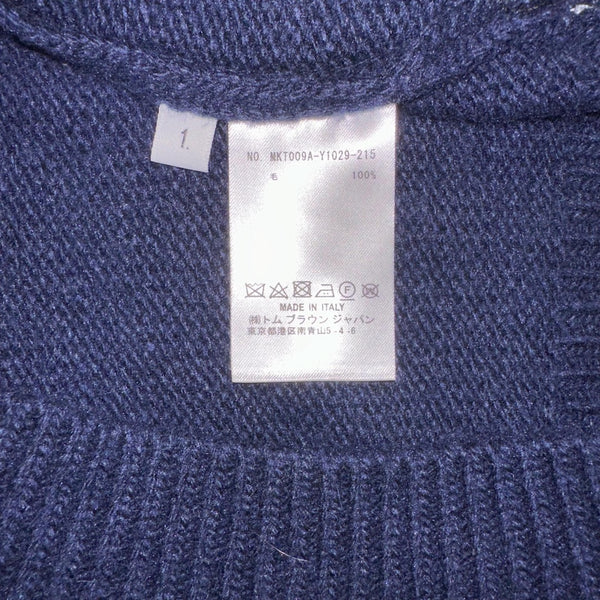 1.
NO. MKT009A-Y1029-215
毛 100%
MADE IN ITALY
㈱トム ブラウン ジャパン
東京都港区南青山5-4-6